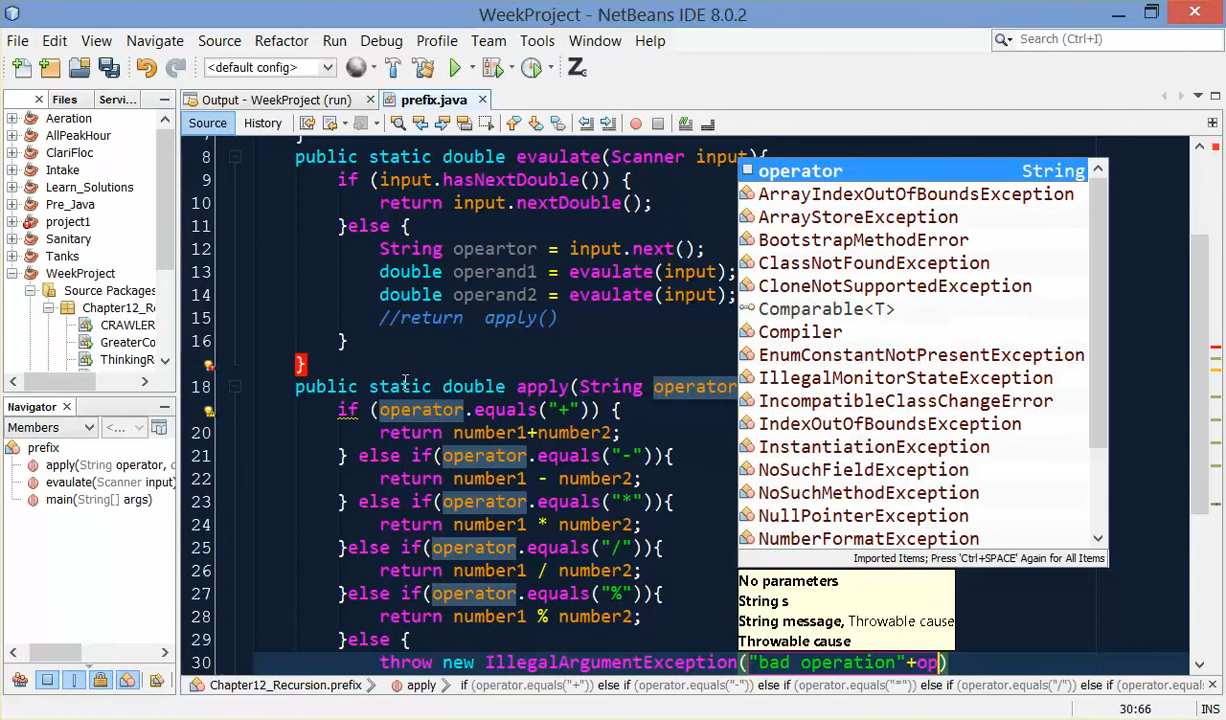 WeekProject - NetBeans IDE 8.0.2
File Edit View Navigate Source Refactor Run Debug Profile Team Tools Window Help
Search (Ctrl+I)
<default config>
Files Servi...
Output - WeekProject (run) prefix.java
Source History
Aeration
AllPeakHour
ClariFloc
Intake
Learn_Solutions
Pre_Java
project1
Sanitary
Tanks
WeekProject
Source Packages
Chapter12_R
CRAWLER
GreaterCo
ThinkingR
Navigator
Members <...>
prefix
apply(String operator, d
evaulate(Scanner input)
main(String[] args)
7 }
8 public static double evaulate(Scanner input){
9 if (input.hasNextDouble()) {
10 return input.nextDouble();
11 }else {
12 String opeartor = input.next();
13 double operand1 = evaulate(input);
14 double operand2 = evaulate(input);
15 //return apply()
16 }
}
18 public static double apply(String operator
if (operator.equals("+")) {
20 return number1+number2;
21 } else if(operator.equals("-")){
22 return number1 - number2;
23 } else if(operator.equals("*")){
24 return number1 * number2;
25 }else if(operator.equals("/")){
26 return number1 / number2;
27 }else if(operator.equals("%")){
28 return number1 % number2;
29 }else {
30 throw new IllegalArgumentException("bad operation"+op)
operator String
ArrayIndexOutOfBoundsException
ArrayStoreException
BootstrapMethodError
ClassNotFoundException
CloneNotSupportedException
Comparable<T>
Compiler
EnumConstantNotPresentException
IllegalMonitorStateException
IncompatibleClassChangeError
IndexOutOfBoundsException
InstantiationException
NoSuchFieldException
NoSuchMethodException
NullPointerException
NumberFormatException
Imported Items; Press 'Ctrl+SPACE' Again for All Items
No parameters
String s
String message, Throwable cause
Throwable cause
Chapter12_Recursion.prefix apply if (operator.equals("+")) else if (operator.equals("-")) else if (operator.equals("*")) else if (operator.equals("/")) else if (operator.equa
30:66 INS